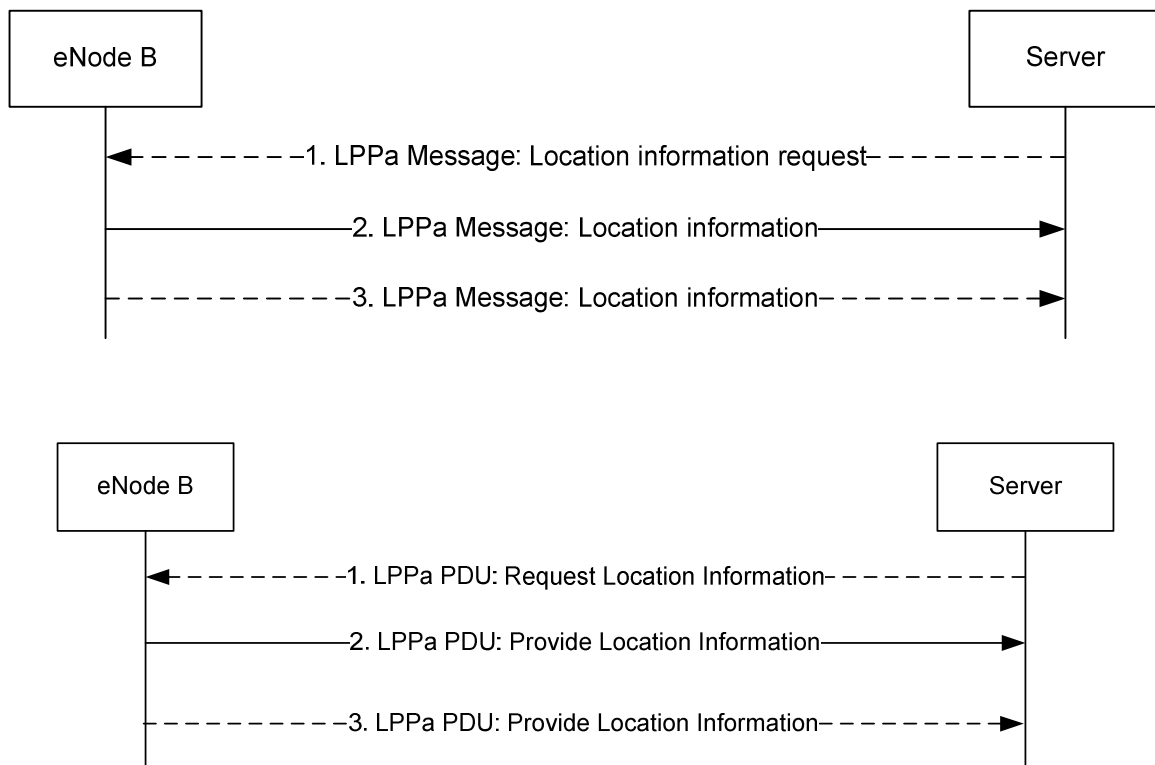 eNode B
Server
1. LPPa Message: Location information request
2. LPPa Message: Location information
3. LPPa Message: Location information
eNode B
Server
1. LPPa PDU: Request Location Information
2. LPPa PDU: Provide Location Information
3. LPPa PDU: Provide Location Information